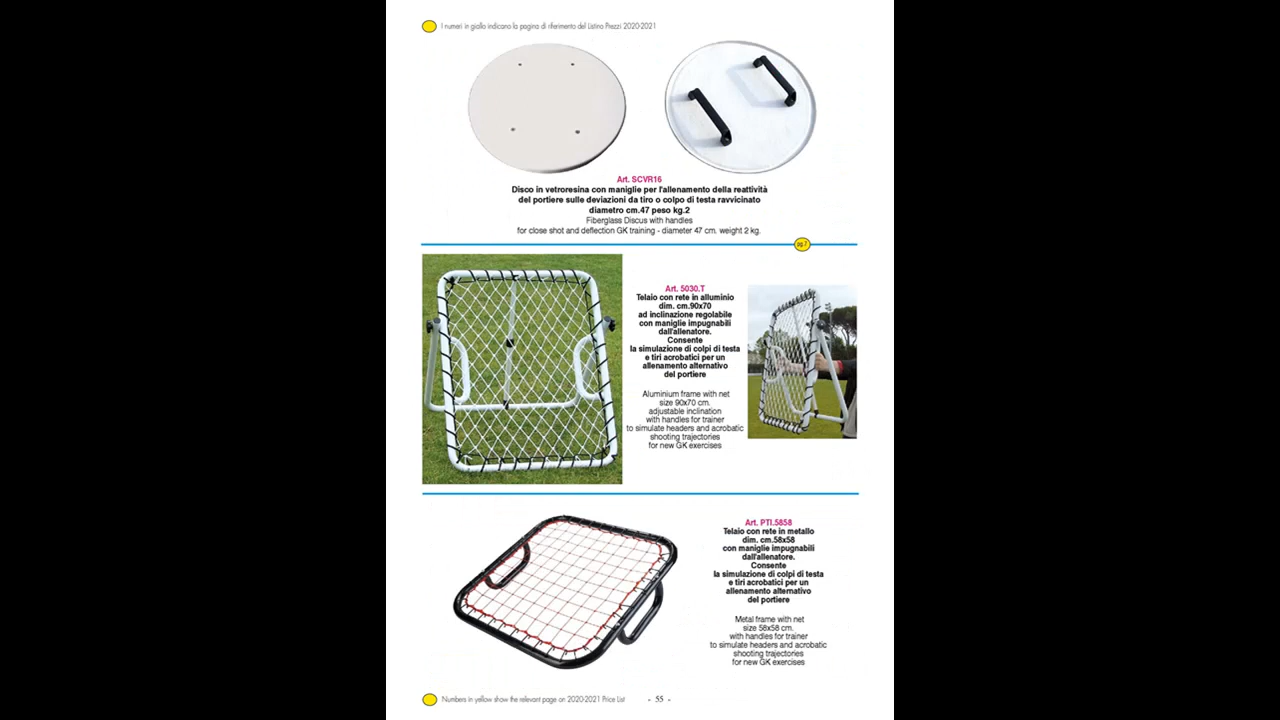 I numeri in giallo indicano la pagina di riferimento del Listino Prezzi 2020-2021
Art. SCVR16
Disco in vetroresina con maniglie per l'allenamento della reattività
del portiere sulle deviazioni da tiro o colpo di testa ravvicinato
diametro cm.47 peso kg.2
Fiberglass Discus with handles
for close shot and deflection GK training - diameter 47 cm. weight 2 kg.
pg.7
Art. 5030.T
Telaio con rete in alluminio
dim. cm.90x70
ad inclinazione regolabile
con maniglie impugnabili
dall'allenatore.
Consente
la simulazione di colpi di testa
e tiri acrobatici per un
allenamento alternativo
del portiere
Aluminium frame with net
size 90x70 cm.
adjustable inclination
with handles for trainer
to simulate headers and acrobatic
shooting trajectories
for new GK exercises
Art. PTI.5858
Telaio con rete in metallo
dim. cm.58x58
con maniglie impugnabili
dall'allenatore.
Consente
la simulazione di colpi di testa
e tiri acrobatici per un
allenamento alternativo
del portiere
Metal frame with net
size 58x58 cm.
with handles for trainer
to simulate headers and acrobatic
shooting trajectories
for new GK exercises
Numbers in yellow show the relevant page on 2020-2021 Price List
- 55 -